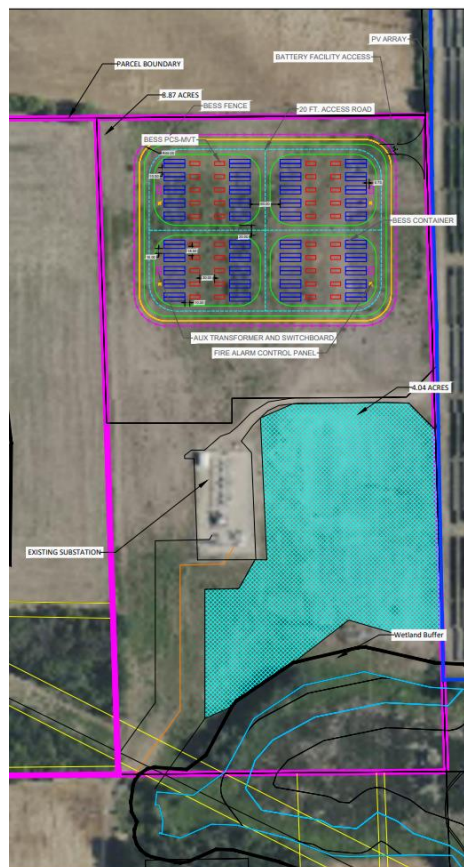 PV ARRAY
BATTERY FACILITY ACCESS
PARCEL BOUNDARY
8.87 ACRES
BESS FENCE
20 FT. ACCESS ROAD
BESS PCS-MVT
BESS CONTAINER
AUX TRANSFORMER AND SWITCHBOARD
FIRE ALARM CONTROL PANEL
4.04 ACRES
EXISTING SUBSTATION
Wetland Buffer